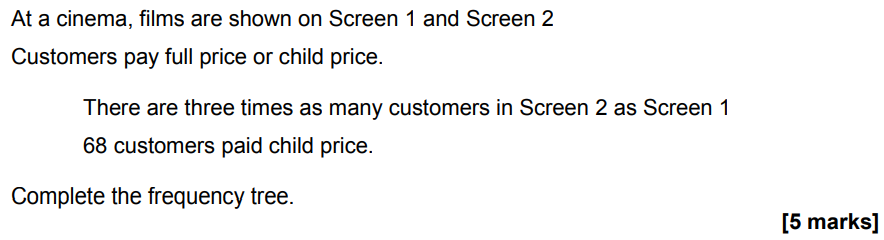 At a cinema, films are shown on Screen 1 and Screen 2
Customers pay full price or child price.
There are three times as many customers in Screen 2 as Screen 1
68 customers paid child price.
Complete the frequency tree.
[5 marks]